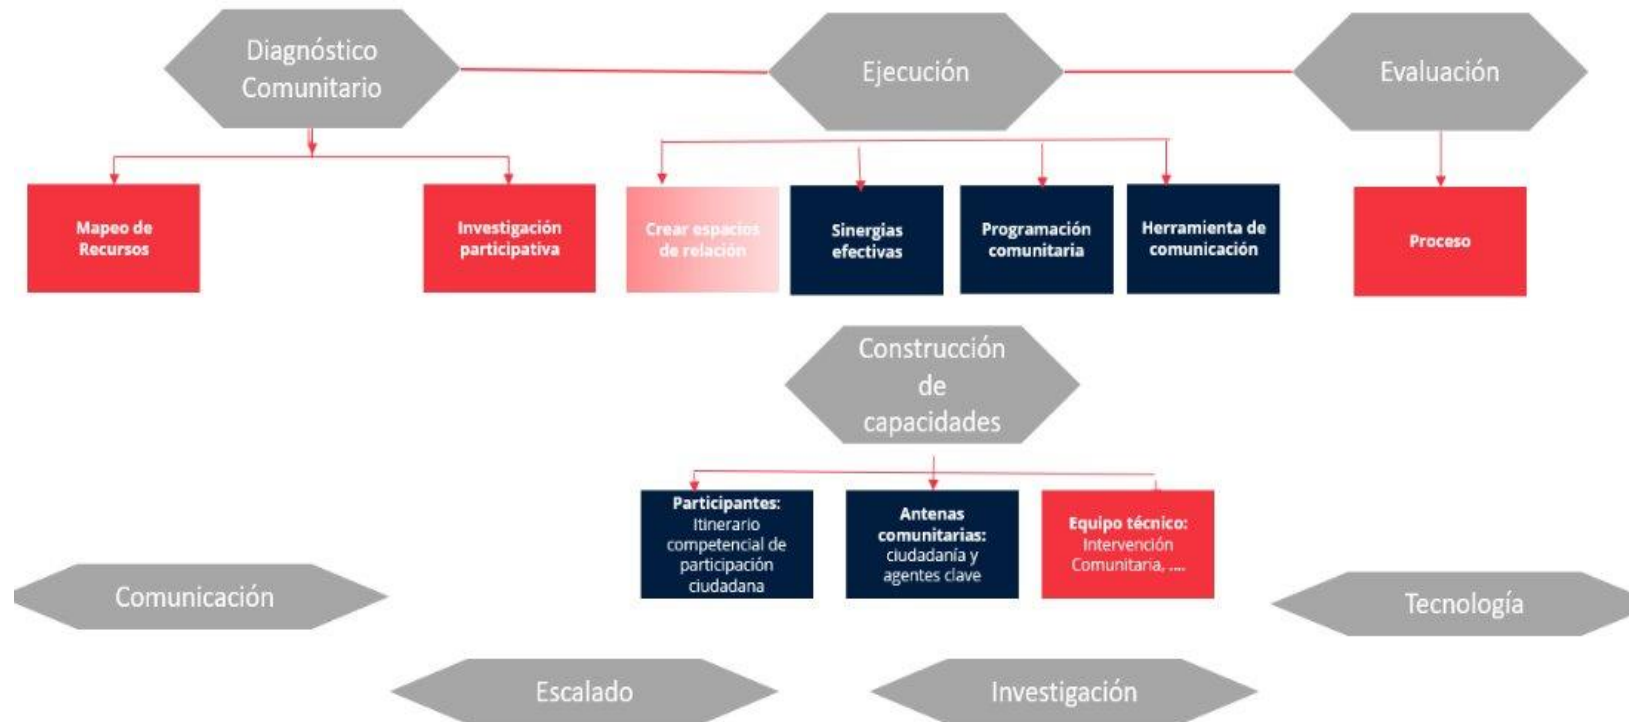 Diagnóstico
Comunitario
Ejecución
Evaluación
Mapeo de
Recursos
Investigación
participativa
Crear espacios
de relación
Sinergias
efectivas
Programación
comunitaria
Herramienta de
comunicación
Proceso
Construcción
de
capacidades
Participantes:
Itinerario
competencial de
participación
ciudadana
Antenas
comunitarias:
ciudadanía y
agentes clave
Equipo técnico:
Intervención
Comunitaria, ....
Comunicación
Tecnología
Escalado
Investigación